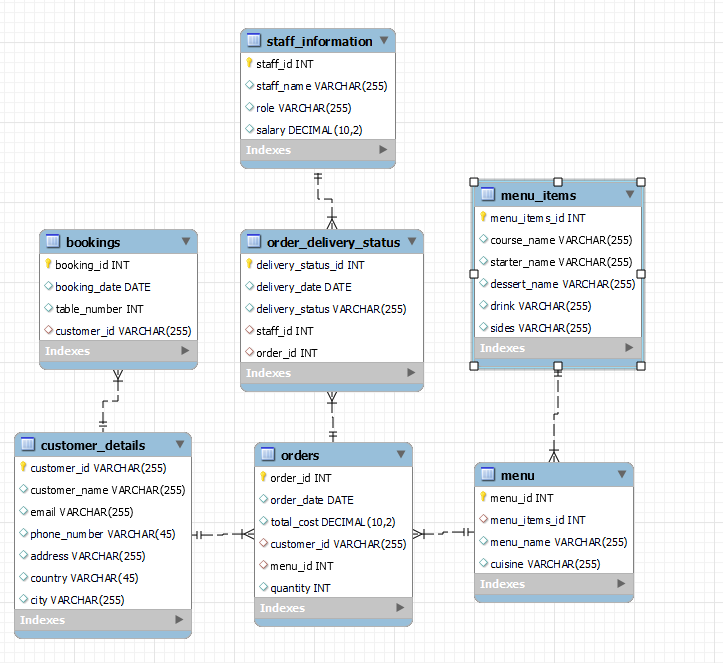 staff_information
staff_id INT
staff_name VARCHAR(255)
role VARCHAR(255)
salary DECIMAL(10,2)
Indexes
menu_items
menu_items_id INT
course_name VARCHAR(255)
starter_name VARCHAR(255)
dessert_name VARCHAR(255)
drink VARCHAR(255)
sides VARCHAR(255)
Indexes
bookings
booking_id INT
booking_date DATE
table_number INT
customer_id VARCHAR(255)
Indexes
order_delivery_status
delivery_status_id INT
delivery_date DATE
delivery_status VARCHAR(255)
staff_id INT
order_id INT
Indexes
customer_details
customer_id VARCHAR(255)
customer_name VARCHAR(255)
email VARCHAR(255)
phone_number VARCHAR(45)
address VARCHAR(255)
country VARCHAR(45)
city VARCHAR(255)
Indexes
orders
order_id INT
order_date DATE
total_cost DECIMAL(10,2)
customer_id VARCHAR(255)
menu_id INT
quantity INT
Indexes
menu
menu_id INT
menu_items_id INT
menu_name VARCHAR(255)
cuisine VARCHAR(255)
Indexes